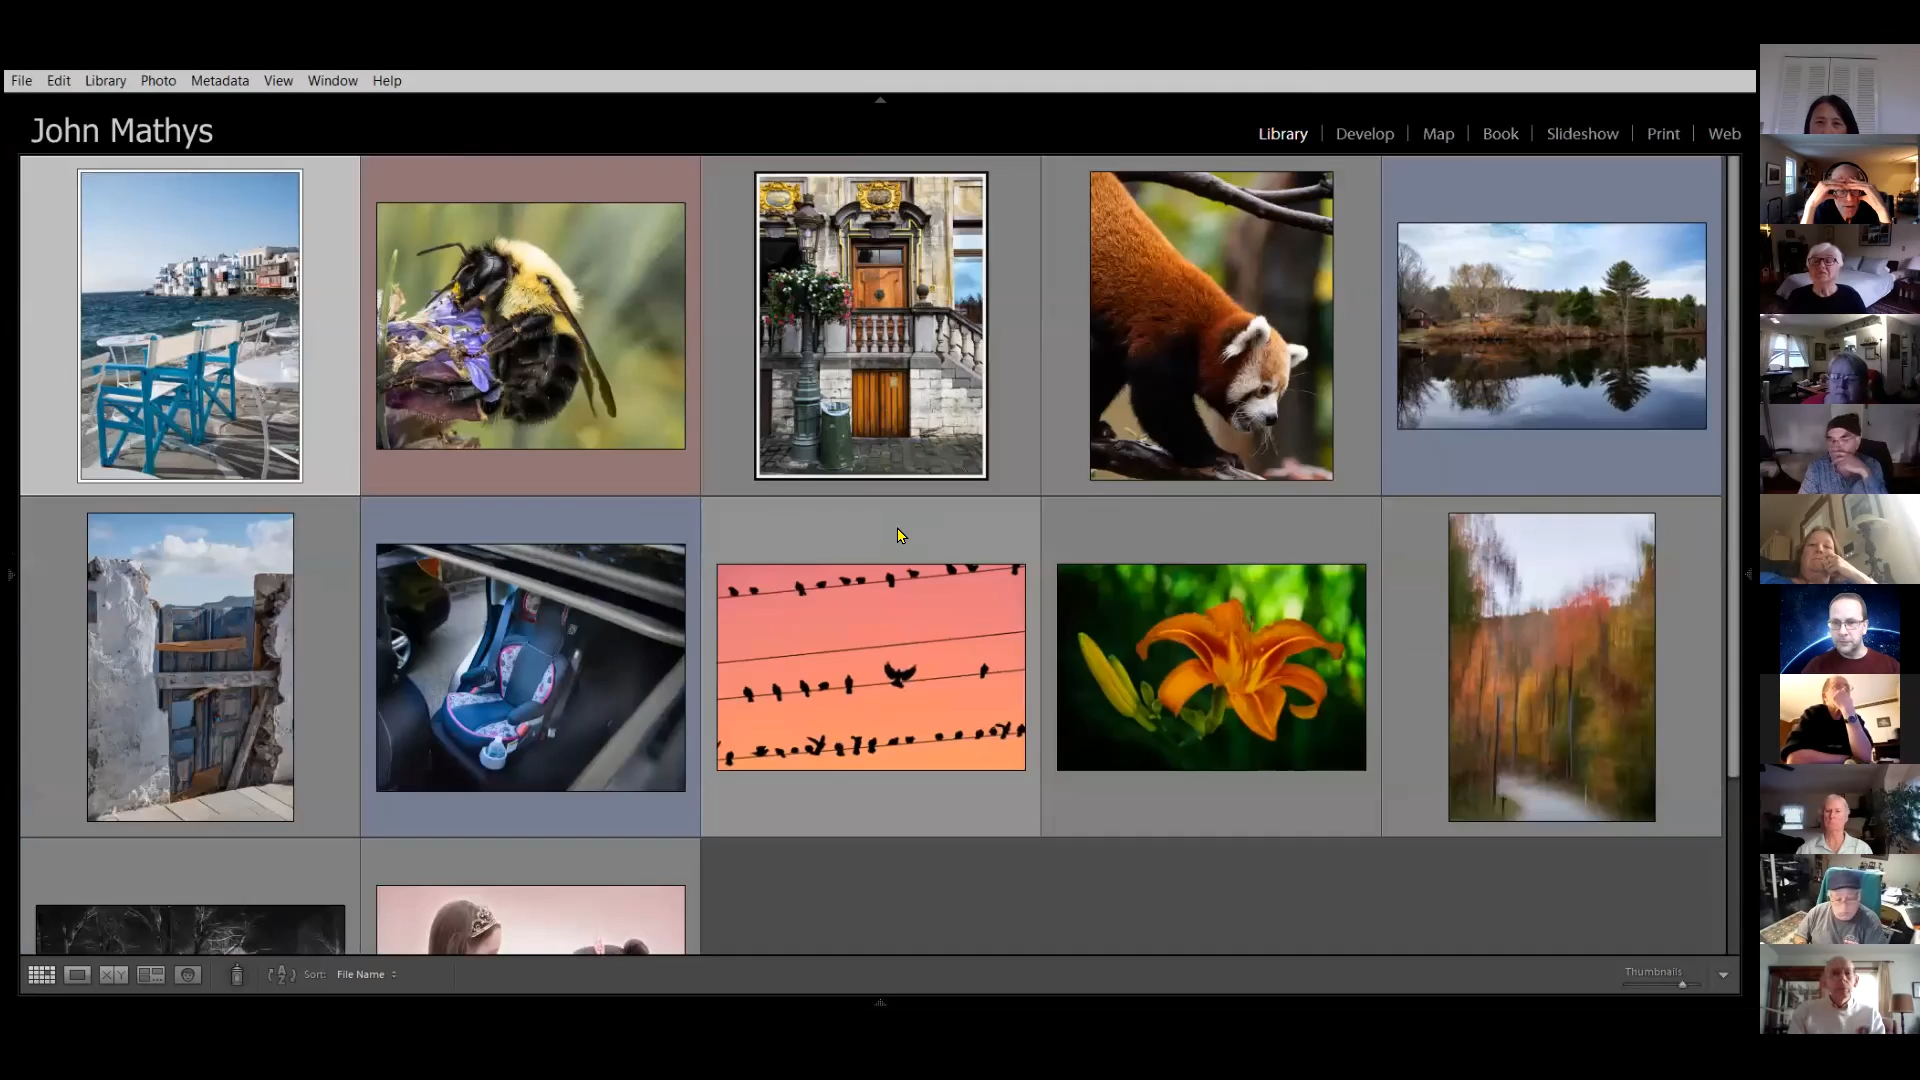 File Edit Library Photo Metadata View Window Help
John Mathys
Library | Develop | Map | Book | Slideshow | Print | Web
Sort: File Name
Thumbnails